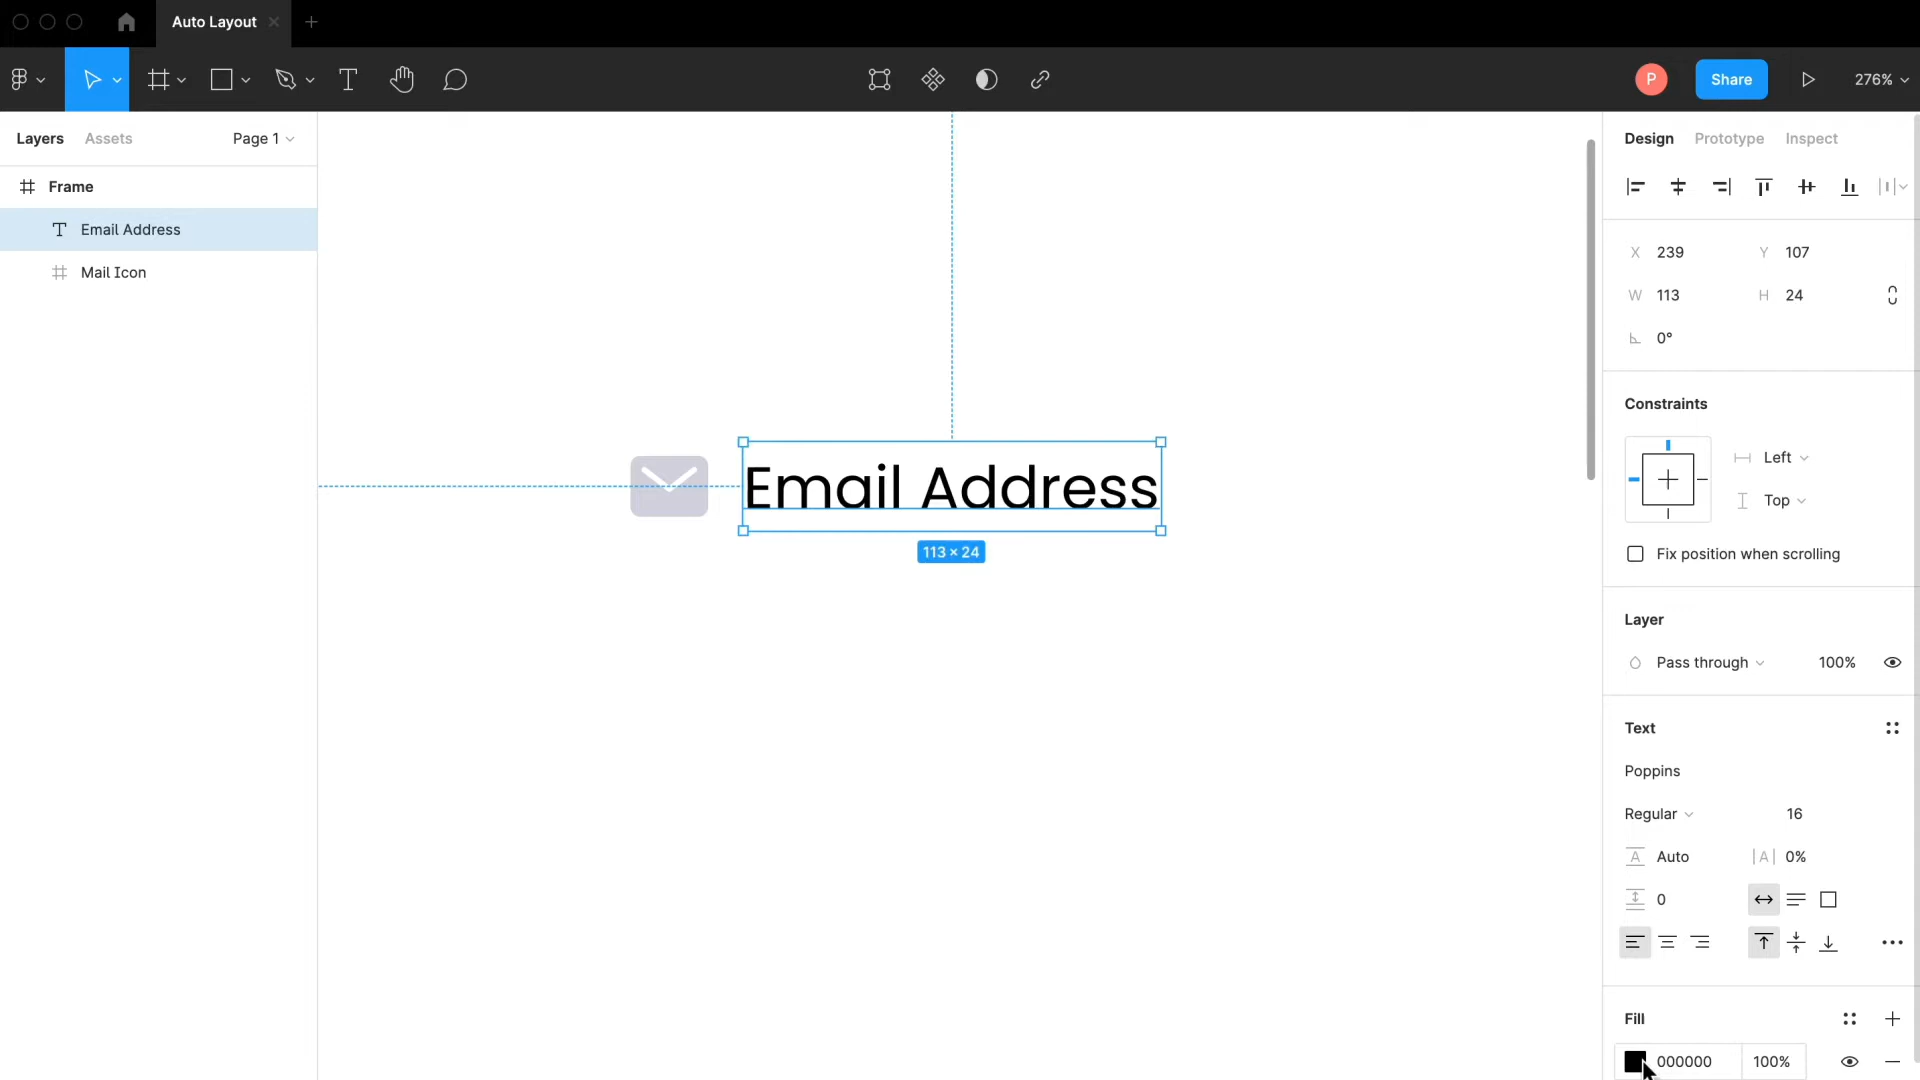 Auto Layout
P
Share
276%
Layers
Assets
Page 1
Design
Prototype
Inspect
Frame
Email Address
Mail Icon
X 239
Y 107
W 113
H 24
0°
Constraints
Left
Top
Fix position when scrolling
Email Address
113 × 24
Layer
Pass through
100%
Text
Poppins
Regular
16
A Auto
|A| 0%
0
Fill
000000
100%